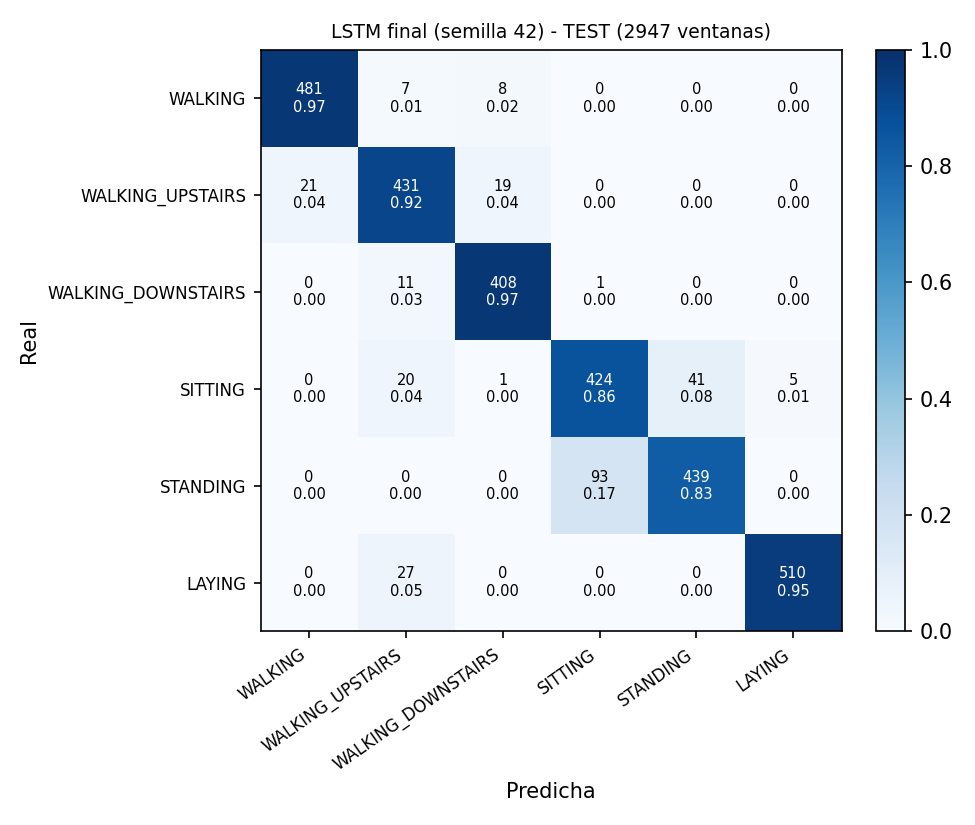 LSTM final (semilla 42) - TEST (2947 ventanas)
1.0
WALKING
481 7 8 0 0 0
0.97 0.01 0.02 0.00 0.00 0.00
0.8
WALKING_UPSTAIRS
21 431 19 0 0 0
0.04 0.92 0.04 0.00 0.00 0.00
WALKING_DOWNSTAIRS
0 11 408 1 0 0
0.00 0.03 0.97 0.00 0.00 0.00
0.6
Real
SITTING
0 20 1 424 41 5
0.00 0.04 0.00 0.86 0.08 0.01
0.4
STANDING
0 0 0 93 439 0
0.00 0.00 0.00 0.17 0.83 0.00
0.2
LAYING
0 27 0 0 0 510
0.00 0.05 0.00 0.00 0.00 0.95
0.0
WALKING
WALKING_UPSTAIRS
WALKING_DOWNSTAIRS
SITTING
STANDING
LAYING
Predicha